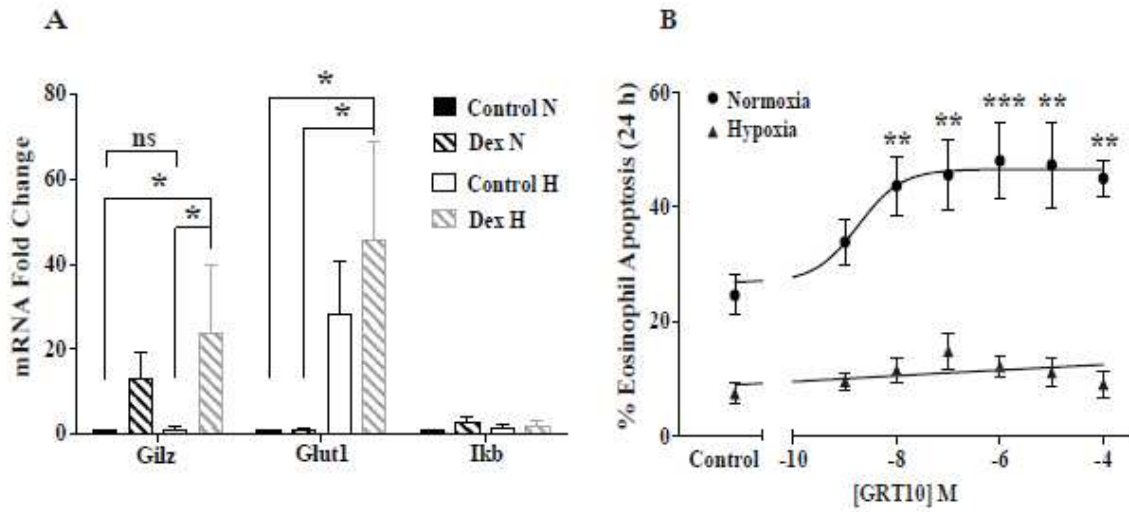 A
B
mRNA Fold Change
80
60
40
20
0
ns
*
*
*
*
Control N
Dex N
Control H
Dex H
Gilz
Glut1
Ikb
% Eosinophil Apoptosis (24 h)
60
40
20
0
Normoxia
Hypoxia
**
**
***
**
**
Control
-10
-8
-6
-4
[GRT10] M